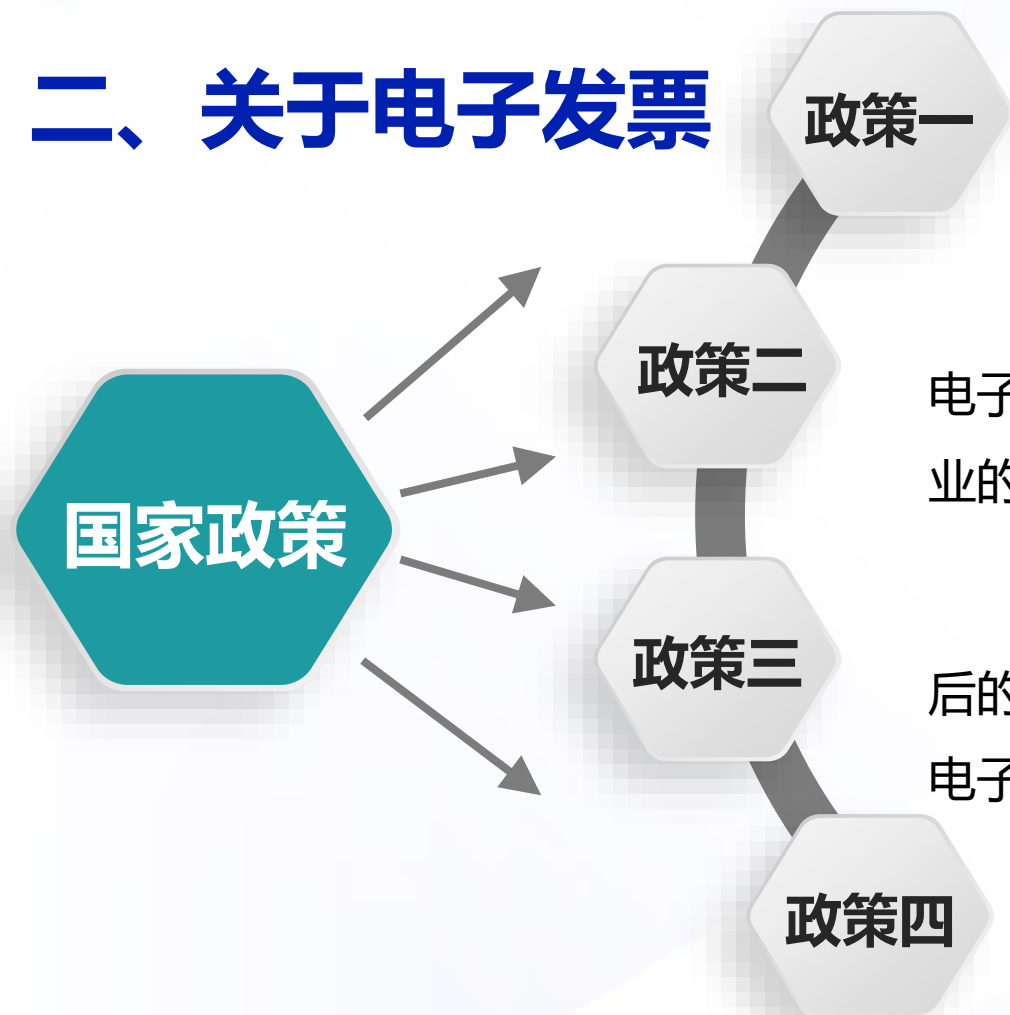 二、关于电子发票
政策一
政策二
电子
业的
国家政策
政策三
后的
电子
政策四